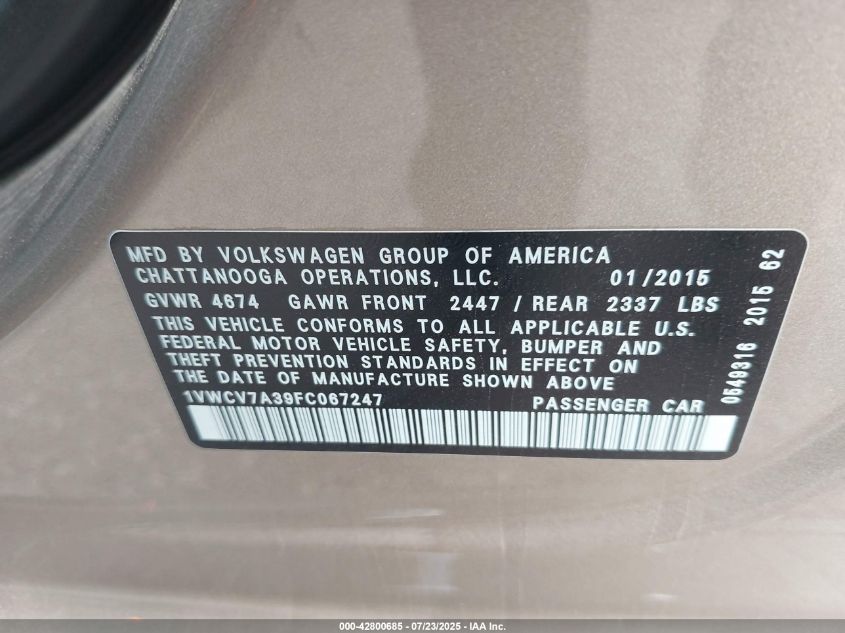 MFD BY VOLKSWAGEN GROUP OF AMERICA
CHATTANOOGA OPERATIONS, LLC. 01/2015
GVWR 4674 GAWR FRONT 2447 / REAR 2337 LBS
THIS VEHICLE CONFORMS TO ALL APPLICABLE U.S.
FEDERAL MOTOR VEHICLE SAFETY, BUMPER AND
THEFT PREVENTION STANDARDS IN EFFECT ON
THE DATE OF MANUFACTURE SHOWN ABOVE
1VWCV7A39FC067247 PASSENGER CAR
0549316 2015 62
000-42800685 - 07/23/2025 - IAA Inc.